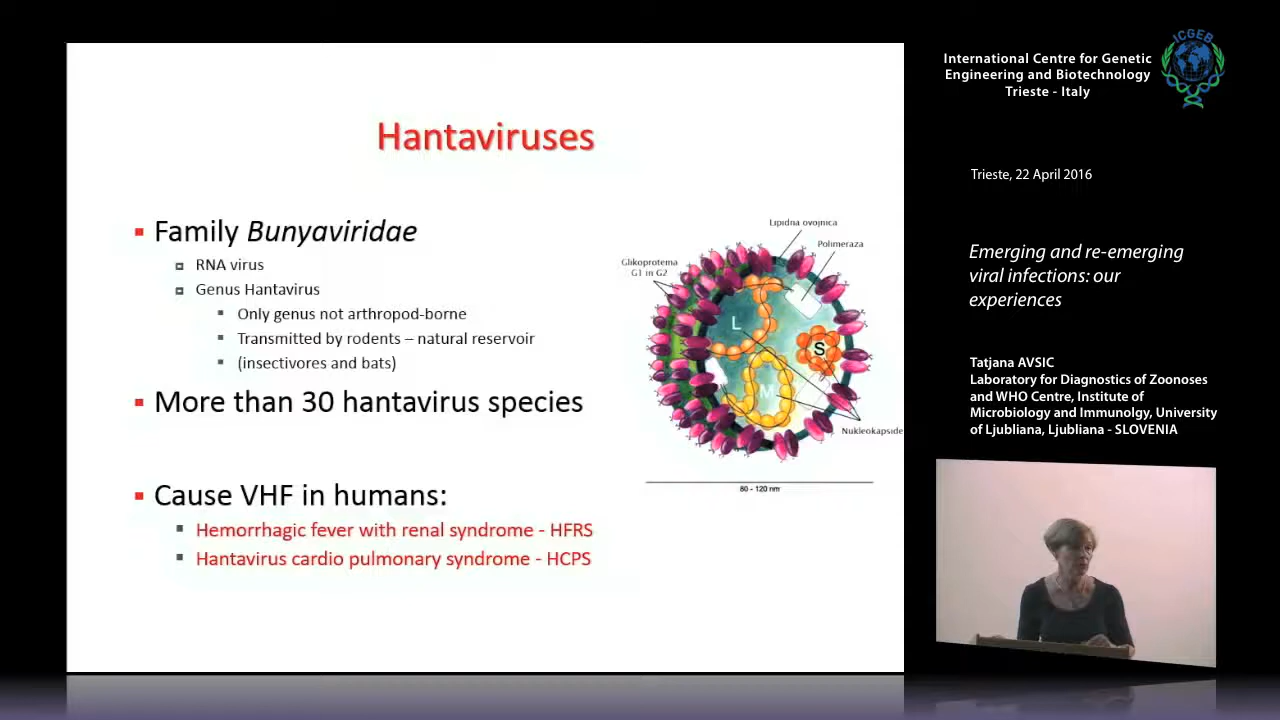 Hantaviruses
Family Bunyaviridae
RNA virus
Genus Hantavirus
Only genus not arthropod-borne
Transmitted by rodents – natural reservoir
(insectivores and bats)
More than 30 hantavirus species
Cause VHF in humans:
Hemorrhagic fever with renal syndrome - HFRS
Hantavirus cardio pulmonary syndrome - HCPS
Lipidna ovojnica
Polimeraza
Glikoproteina
G1 in G2
L
S
M
Nukleokapside
80 - 120 nm
International Centre for Genetic
Engineering and Biotechnology
Trieste - Italy
ICGEB
Trieste, 22 April 2016
Emerging and re-emerging
viral infections: our
experiences
Tatjana AVSIC
Laboratory for Diagnostics of Zoonoses
and WHO Centre, Institute of
Microbiology and Immunolgy, University
of Ljubliana, Ljubliana - SLOVENIA